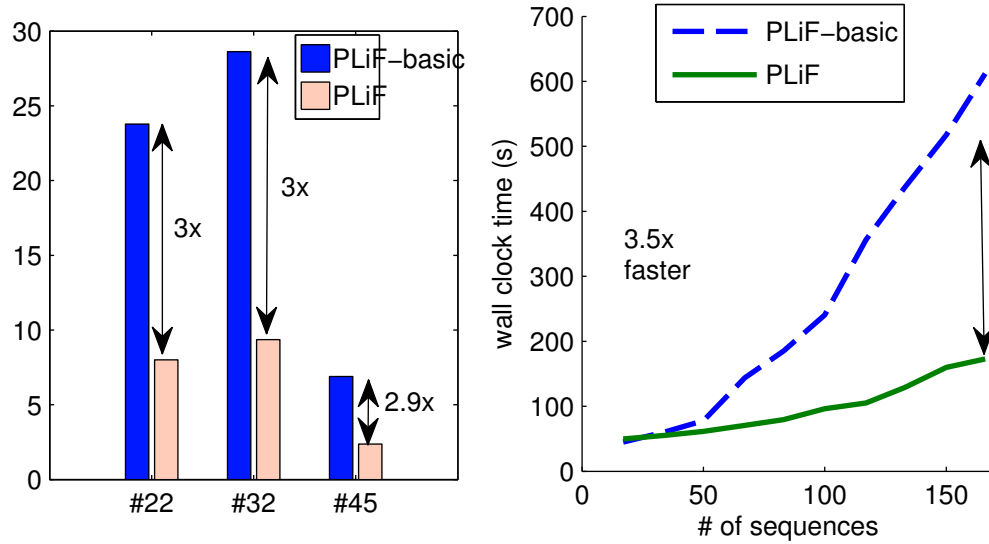 30
25
20
15
10
5
0
PLiF−basic
PLiF
3x
3x
2.9x
#22
#32
#45
700
600
500
400
300
200
100
0
wall clock time (s)
PLiF−basic
PLiF
3.5x
faster
0
50
100
150
# of sequences